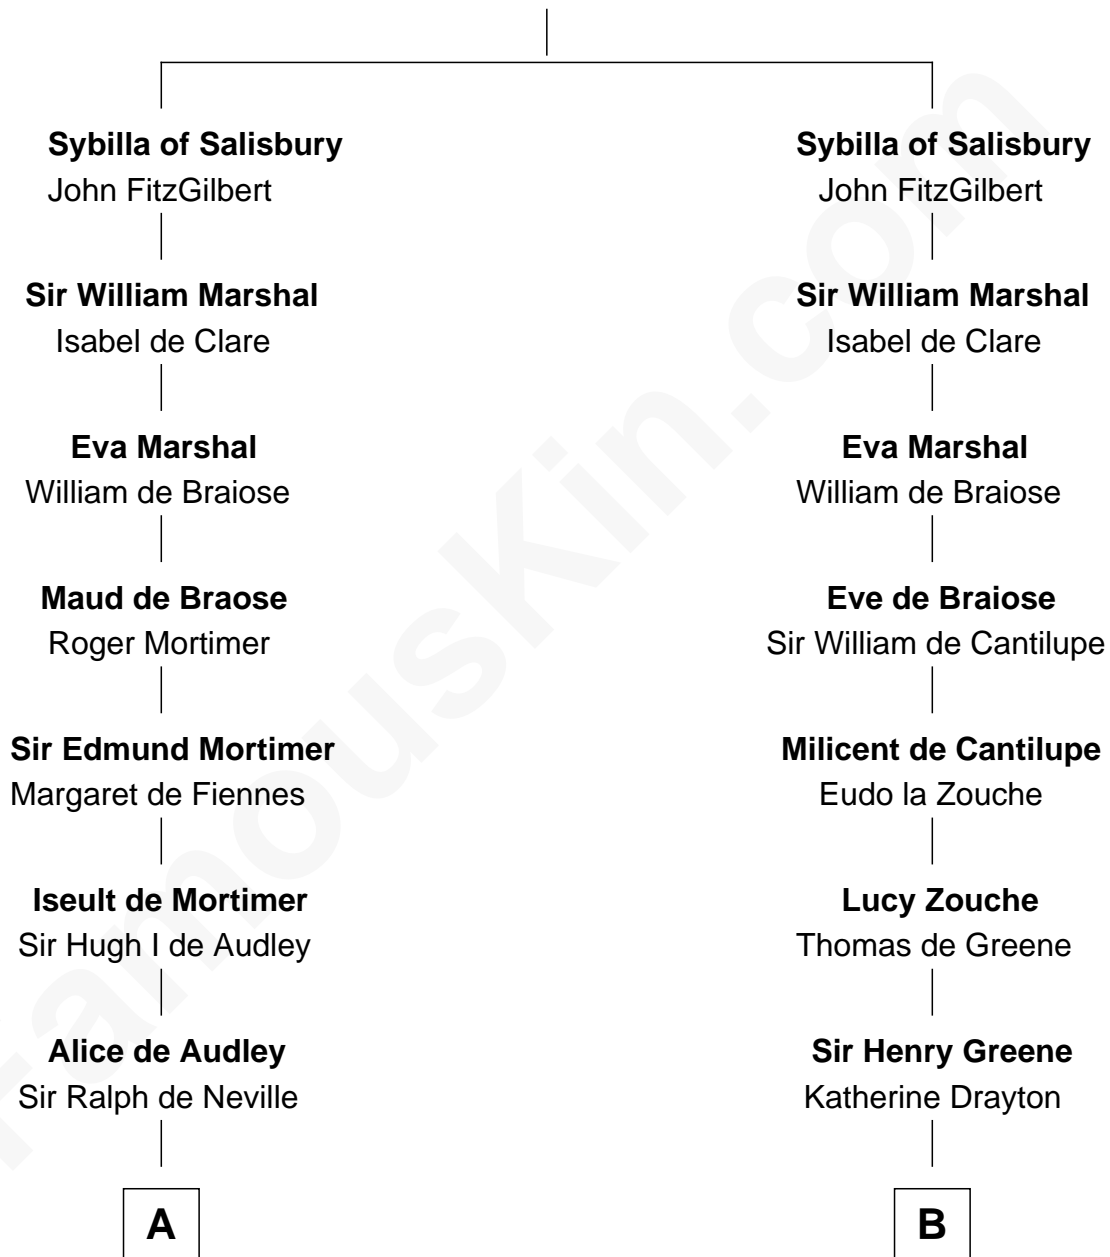 Sybilla of Salisbury
John FitzGilbert
Sir William Marshal
Isabel de Clare
Eva Marshal
William de Braiose
Maud de Braose
Roger Mortimer
Sir Edmund Mortimer
Margaret de Fiennes
Iseult de Mortimer
Sir Hugh I de Audley
Alice de Audley
Sir Ralph de Neville
A
Sybilla of Salisbury
John FitzGilbert
Sir William Marshal
Isabel de Clare
Eva Marshal
William de Braiose
Eve de Braiose
Sir William de Cantilupe
Milicent de Cantilupe
Eudo la Zouche
Lucy Zouche
Thomas de Greene
Sir Henry Greene
Katherine Drayton
B
FamousKin.com